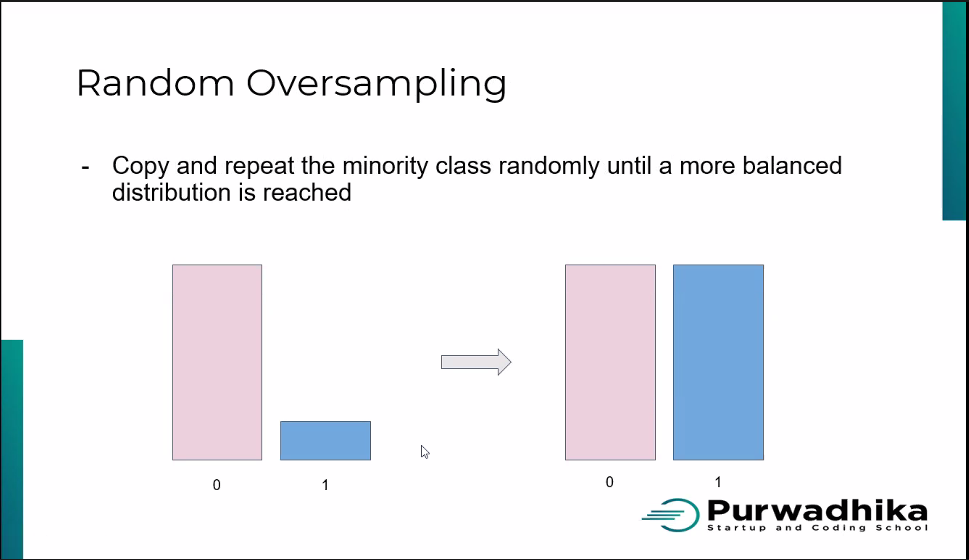 Random Oversampling
- Copy and repeat the minority class randomly until a more balanced
distribution is reached
0
1
0
1
Purwadhika
Startup and Coding School